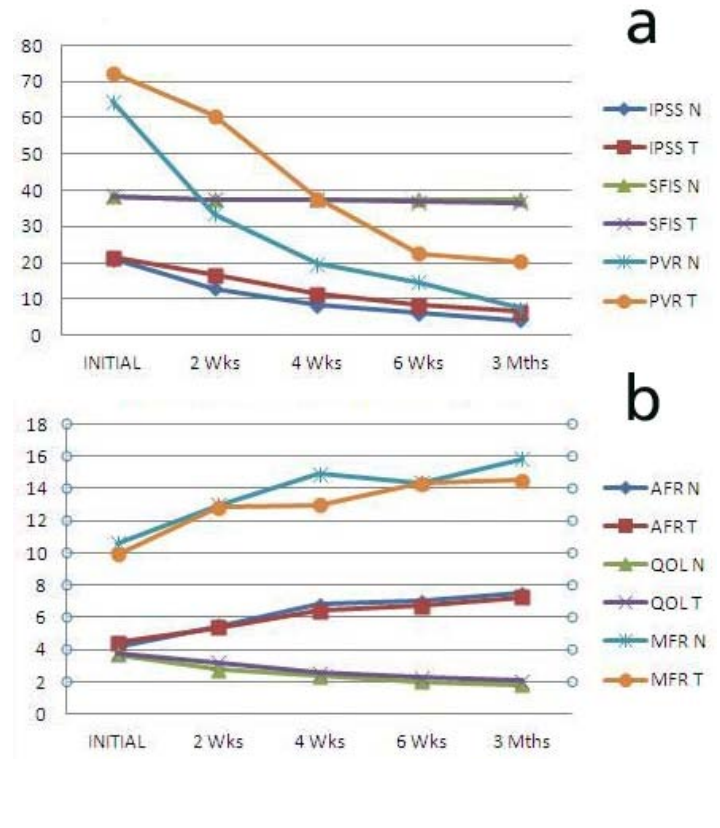 a
80
70
60
50
40
30
20
10
0
INITIAL 2 Wks 4 Wks 6 Wks 3 Mths
IPSS N
IPSS T
SFIS N
SFIS T
PVR N
PVR T
b
18
16
14
12
10
8
6
4
2
0
INITIAL 2 Wks 4 Wks 6 Wks 3 Mths
AFR N
AFR T
QOL N
QOL T
MFR N
MFR T